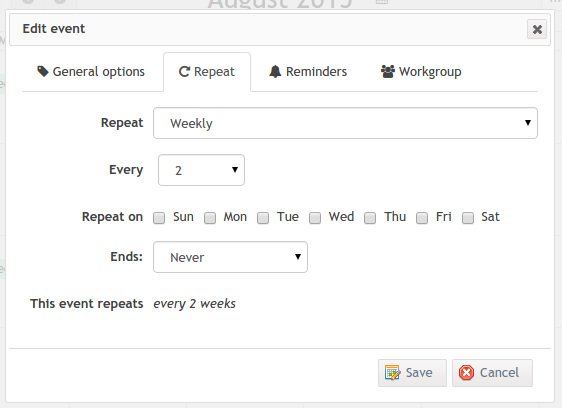 August 2015
Edit event
General options Repeat Reminders Workgroup
Repeat Weekly
Every 2
Repeat on Sun Mon Tue Wed Thu Fri Sat
Ends: Never
This event repeats every 2 weeks
Save Cancel